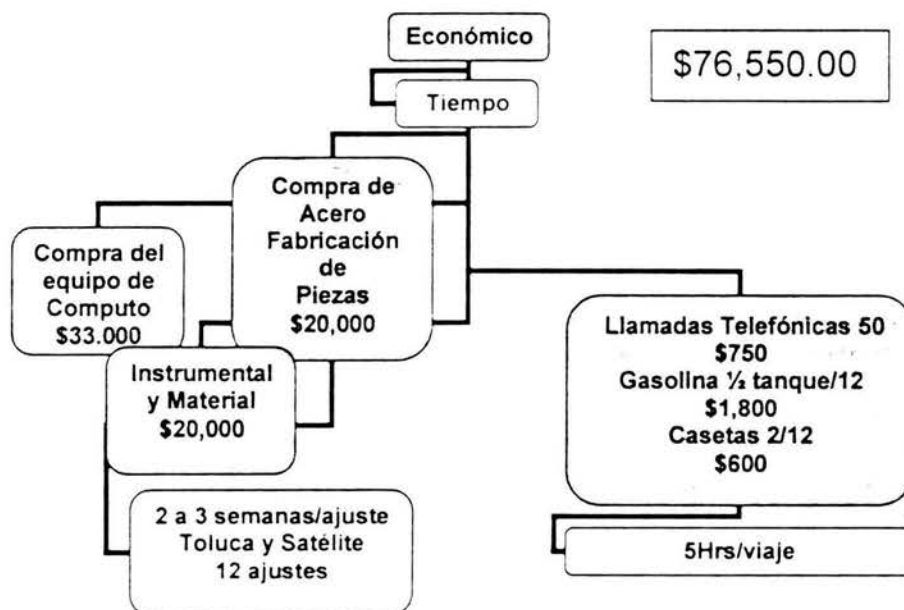 Económico
$76,550.00
Tiempo
Compra de
Acero
Fabricación
de
Piezas
$20,000
Compra del
equipo de
Computo
$33.000
Instrumental
y Material
$20,000
Llamadas Telefónicas 50
$750
Gasolina ½ tanque/12
$1,800
Casetas 2/12
$600
2 a 3 semanas/ajuste
Toluca y Satélite
12 ajustes
5Hrs/viaje